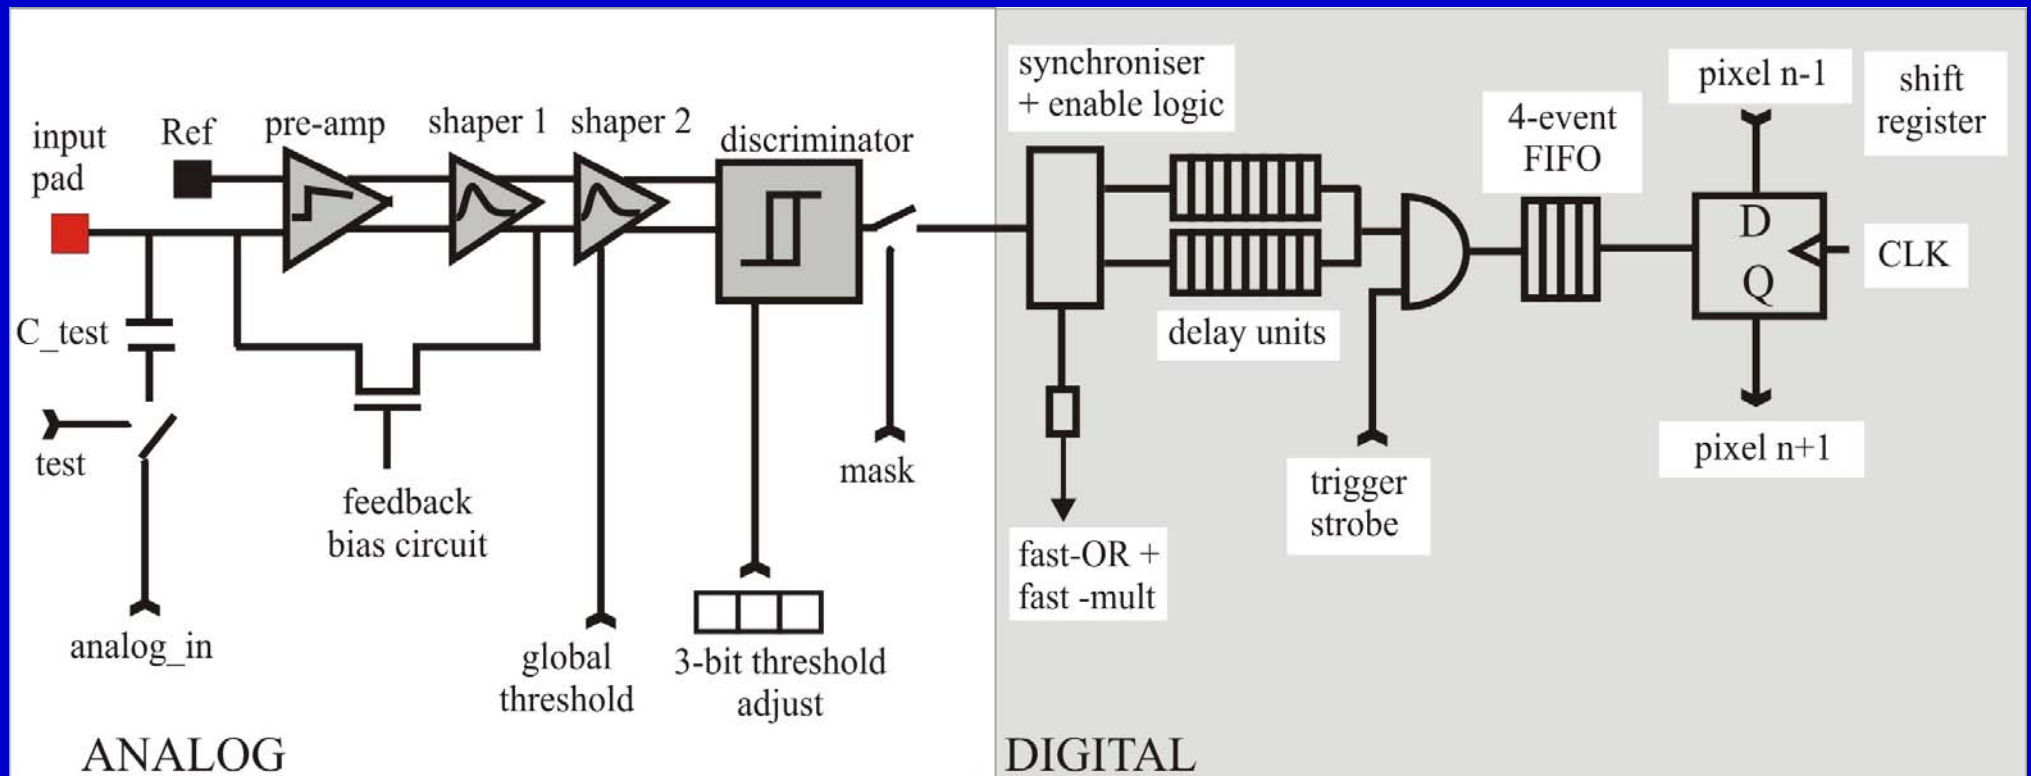 synchroniser
+ enable logic
pixel n-1
shift
register
4-event
FIFO
input
pad
Ref
pre-amp
shaper 1
shaper 2
discriminator
D
Q
CLK
C_test
delay units
test
mask
pixel n+1
feedback
bias circuit
trigger
strobe
fast-OR +
fast -mult
analog_in
global
threshold
3-bit threshold
adjust
ANALOG
DIGITAL